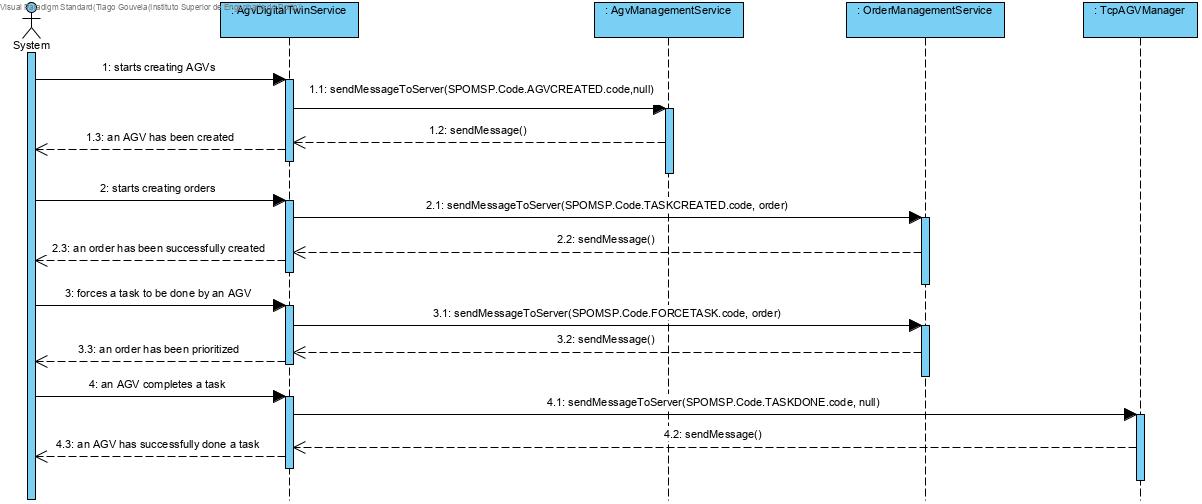 Visual Paradigm Standard(Tiago Gouveia(Instituto Superior de
: AgvDigitalTwinService
: AgvManagementService
: OrderManagementService
: TcpAGVManager
System
1: starts creating AGVs
1.1: sendMessageToServer(SPOMSP.Code.AGVCREATED.code,null)
1.2: sendMessage()
1.3: an AGV has been created
2: starts creating orders
2.1: sendMessageToServer(SPOMSP.Code.TASKCREATED.code, order)
2.2: sendMessage()
2.3: an order has been successfully created
3: forces a task to be done by an AGV
3.1: sendMessageToServer(SPOMSP.Code.FORCETASK.code, order)
3.2: sendMessage()
3.3: an order has been prioritized
4: an AGV completes a task
4.1: sendMessageToServer(SPOMSP.Code.TASKDONE.code, null)
4.2: sendMessage()
4.3: an AGV has successfully done a task